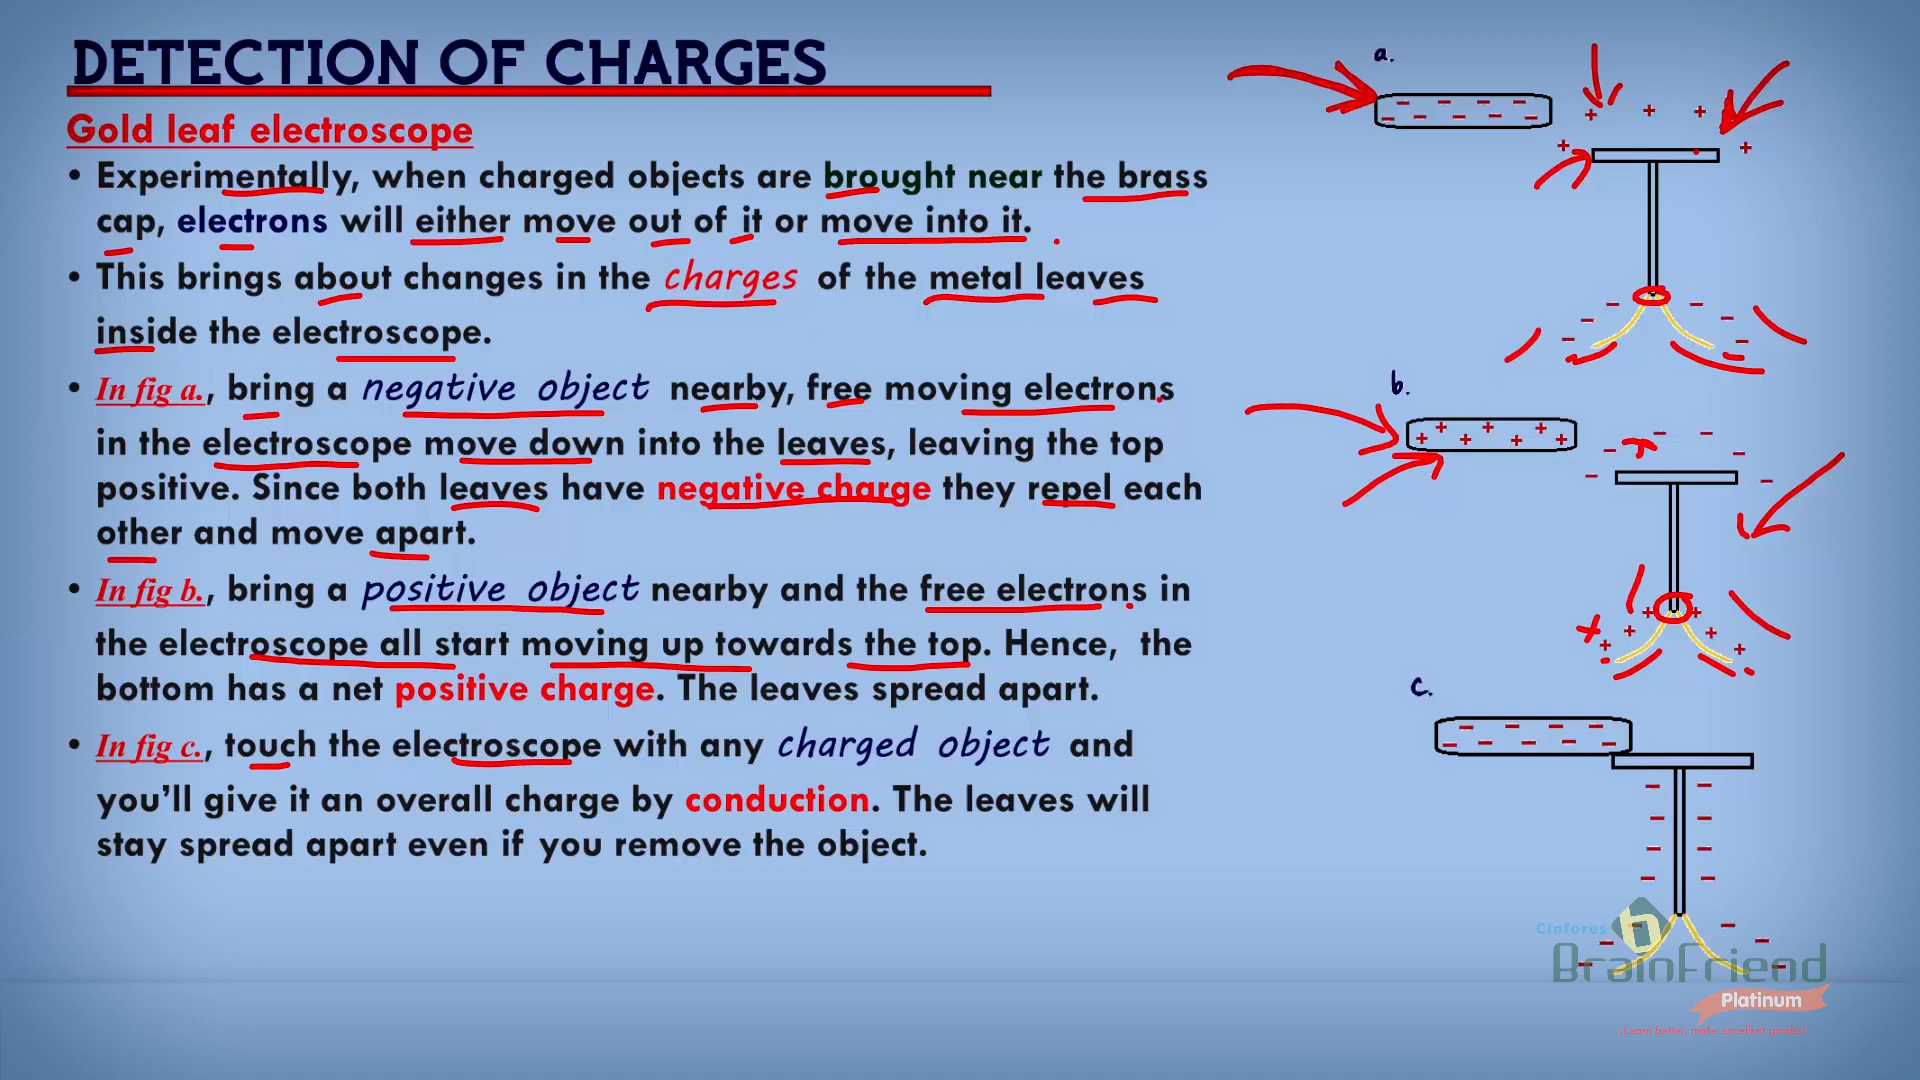 DETECTION OF CHARGES
Gold leaf electroscope
• Experimentally, when charged objects are brought near the brass
cap, electrons will either move out of it or move into it.
• This brings about changes in the charges of the metal leaves
inside the electroscope.
• In fig a., bring a negative object nearby, free moving electrons
in the electroscope move down into the leaves, leaving the top
positive. Since both leaves have negative charge they repel each
other and move apart.
• In fig b., bring a positive object nearby and the free electrons in
the electroscope all start moving up towards the top. Hence, the
bottom has a net positive charge. The leaves spread apart.
• In fig c., touch the electroscope with any charged object and
you’ll give it an overall charge by conduction. The leaves will
stay spread apart even if you remove the object.
a.
b.
c.
Cinfores
BrainFriend
Platinum
...Learn better, make excellent grades!